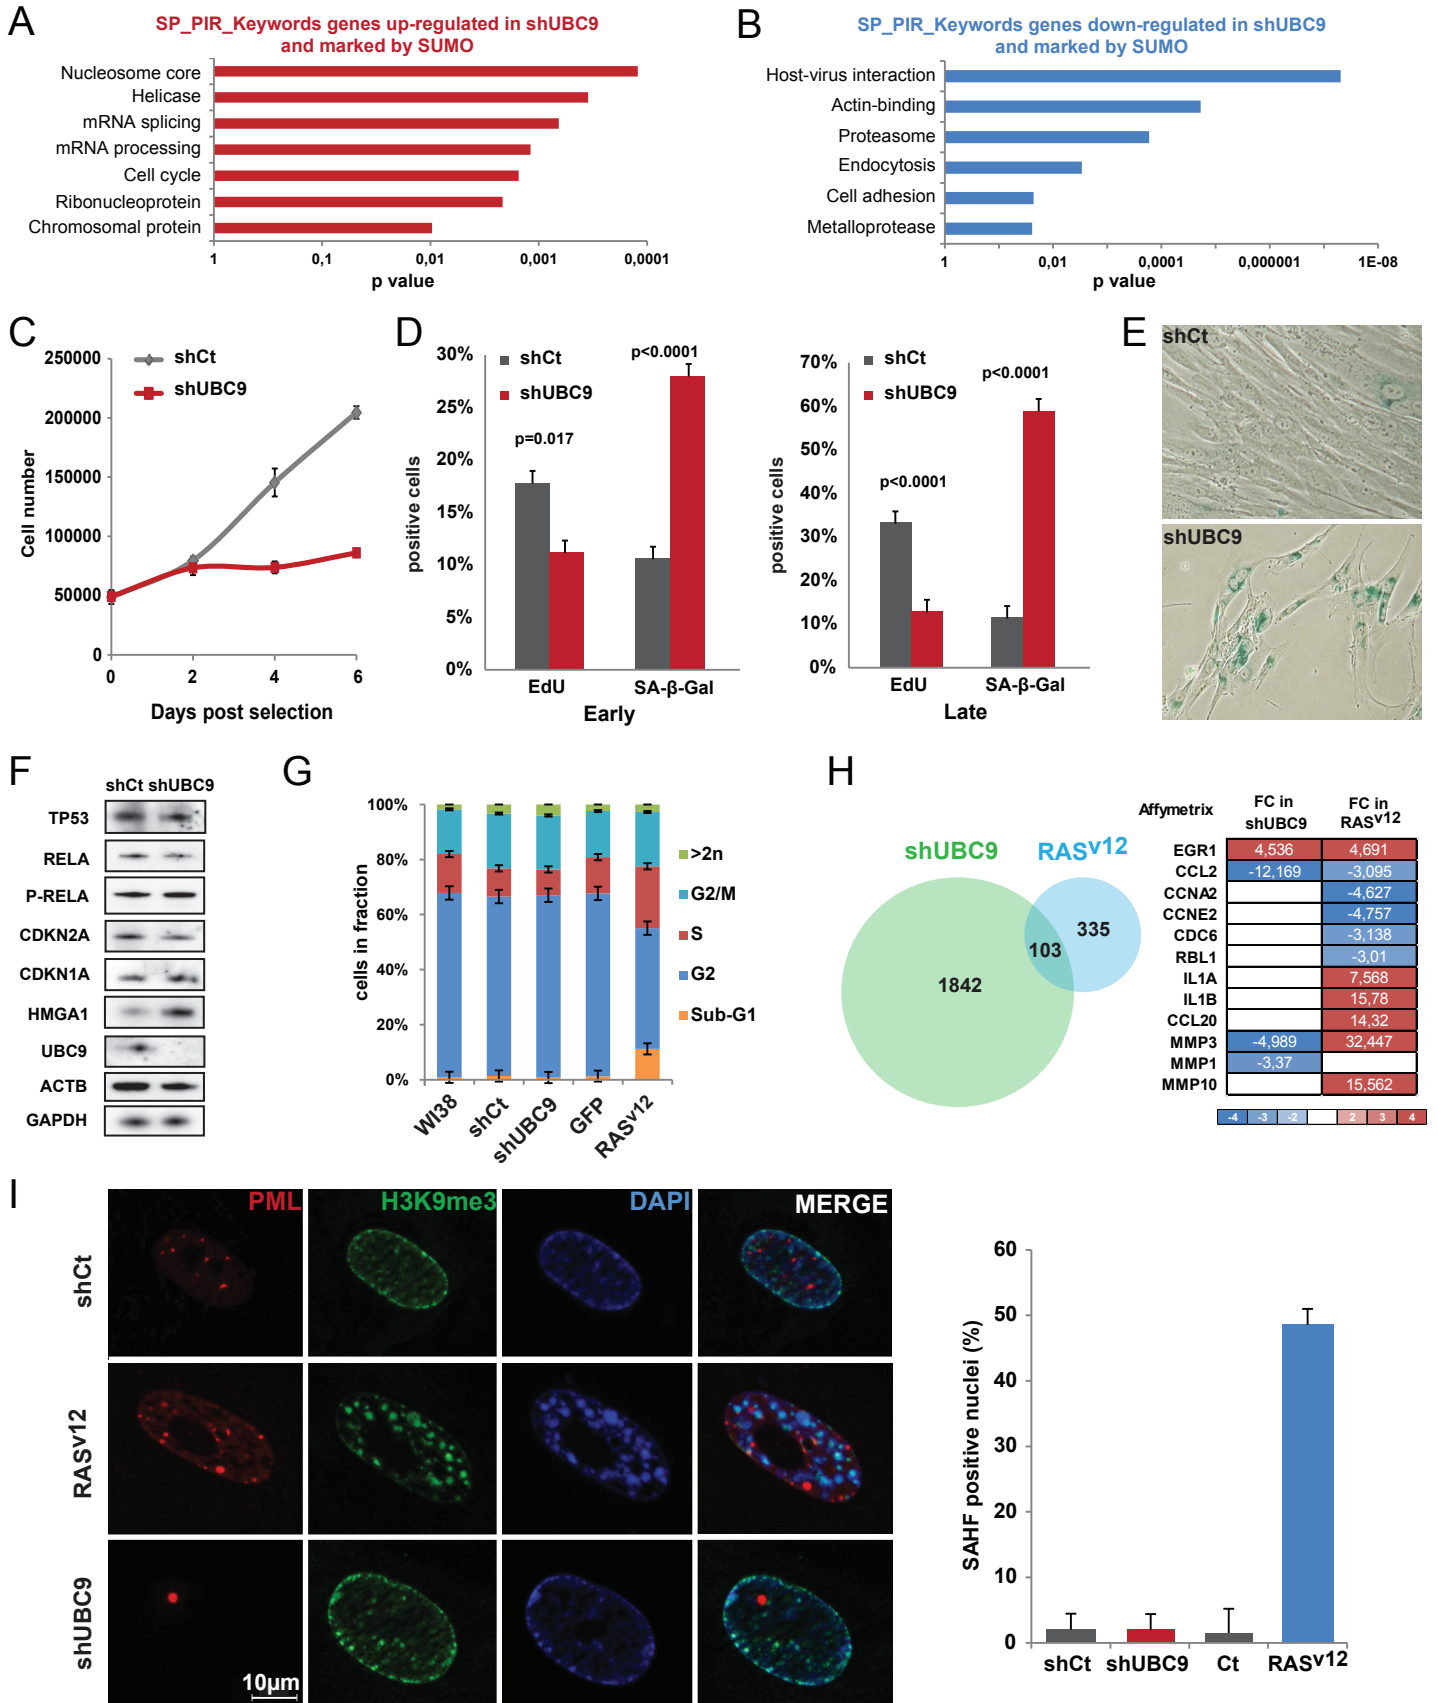 A
SP_PIR_Keywords genes up-regulated in shUBC9
and marked by SUMO
Nucleosome core
Helicase
mRNA splicing
mRNA processing
Cell cycle
Ribonucleoprotein
Chromosomal protein
1 0,1 0,01 0,001 0,0001
p value
B
SP_PIR_Keywords genes down-regulated in shUBC9
and marked by SUMO
Host-virus interaction
Actin-binding
Proteasome
Endocytosis
Cell adhesion
Metalloprotease
1 0,01 0,0001 0,000001 1E-08
p value
C
Cell number
250000
200000
150000
100000
50000
0
shCt
shUBC9
0 2 4 6
Days post selection
D
positive cells
30%
25%
20%
15%
10%
5%
0%
shCt
shUBC9
p<0.0001
p=0.017
EdU SA-β-Gal
Early
positive cells
70%
60%
50%
40%
30%
20%
10%
0%
shCt
shUBC9
p<0.0001
p<0.0001
EdU SA-β-Gal
Late
E
shCt
shUBC9
F
shCt shUBC9
TP53
RELA
P-RELA
CDKN2A
CDKN1A
HMGA1
UBC9
ACTB
GAPDH
G
cells in fraction
100%
80%
60%
40%
20%
0%
>2n
G2/M
S
G2
Sub-G1
WI38 shCt shUBC9 GFP RASv12
H
shUBC9
RASv12
1842
103
335
Affymetrix FC in shUBC9 FC in RASv12
EGR1 4,536 4,691
CCL2 -12,169 -3,095
CCNA2 -4,627
CCNE2 -4,757
CDC6 -3,138
RBL1 -3,01
IL1A 7,568
IL1B 15,78
CCL20 14,32
MMP3 -4,989 32,447
MMP1 -3,37
MMP10 15,562
-4 -3 -2 2 3 4
I
PML H3K9me3 DAPI MERGE
shCt
RASv12
shUBC9
10µm
SAHF positive nuclei (%)
60
50
40
30
20
10
0
shCt shUBC9 Ct RASv12